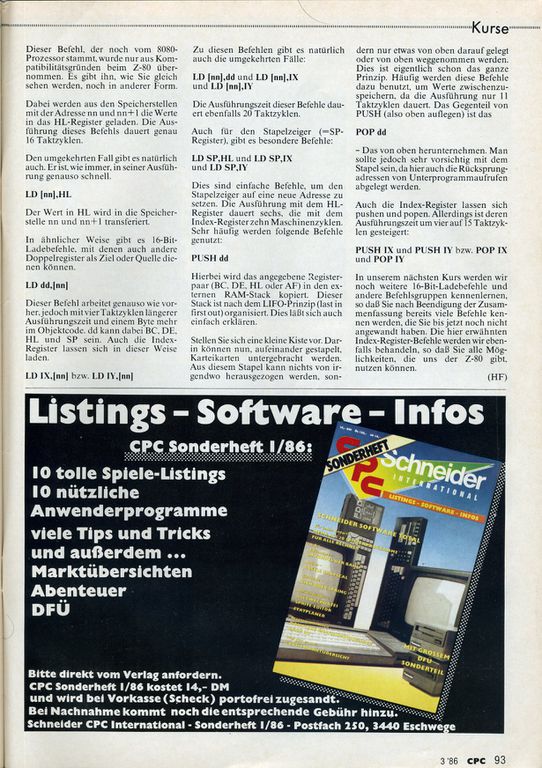 Kurse
Dieser Befehl, der noch vom 8080-
Prozessor stammt, wurde nur aus Kom-
patibilitätsgründen beim Z-80 über-
nommen. Es gibt ihn, wie Sie gleich
sehen werden, noch in anderer Form.
Dabei werden aus den Speicherstellen
mit der Adresse nn und nn+1 die Werte
in das HL-Register geladen. Die Aus-
führung dieses Befehls dauert genau
16 Taktzyklen.
Den umgekehrten Fall gibt es natürlich
auch. Er ist, wie immer, in seiner Ausfüh-
rung genauso schnell.
LD [nn],HL
Der Wert in HL wird in die Speicher-
stelle nn und nn+1 transferiert.
In ähnlicher Weise gibt es 16-Bit-
Ladebefehle, mit denen auch andere
Doppelregister als Ziel oder Quelle die-
nen können.
LD dd,[nn]
Dieser Befehl arbeitet genauso wie vor-
her, jedoch mit vier Taktzyklen längerer
Ausführungszeit und einem Byte mehr
im Objektcode. dd kann dabei BC, DE,
HL und SP sein. Auch die Index-
Register lassen sich in dieser Weise
laden.
LD IX,[nn] bzw. LD IY,[nn]
Zu diesen Befehlen gibt es natürlich
auch die umgekehrten Fälle:
LD [nn],dd und LD [nn],IX
und LD [nn],IY
Die Ausführungszeit dieser Befehle dau-
ert ebenfalls 20 Taktzyklen.
Auch für den Stapelzeiger (=SP-
Register), gibt es besondere Befehle:
LD SP,HL und LD SP,IX
und LD SP,IY
Dies sind einfache Befehle, um den
Stapelzeiger auf eine neue Adresse zu
setzen. Die Ausführung mit dem HL-
Register dauert sechs, die mit dem
Index-Register zehn Maschinenzyklen.
Sehr häufig werden folgende Befehle
genutzt:
PUSH dd
Hierbei wird das angegebene Register-
paar (BC, DE, HL oder AF) in den ex-
ternen RAM-Stack kopiert. Dieser
Stack ist nach dem LIFO-Prinzip (last in
first out) organisiert. Dies läßt sich auch
einfach erklären.
Stellen Sie sich eine kleine Kiste vor. Dar-
in können nun, aufeinander gestapelt,
Karteikarten untergebracht werden.
Aus diesem Stapel kann nichts von ir-
gendwo herausgezogen werden, son-
dern nur etwas von oben darauf gelegt
oder von oben weggenommen werden.
Dies ist eigentlich schon das ganze
Prinzip. Häufig werden diese Befehle
dazu benutzt, um Werte zwischenzu-
speichern, da die Ausführung nur 11
Taktzyklen dauert. Das Gegenteil von
PUSH (also oben auflegen) ist das
POP dd
– Das von oben herunternehmen. Man
sollte jedoch sehr vorsichtig mit dem
Stapel sein, da hier auch die Rücksprung-
adressen von Unterprogrammaufrufen
abgelegt werden.
Auch die Index-Register lassen sich
pushen und popen. Allerdings ist deren
Ausführungszeit um vier auf 15 Taktzyk-
len gesteigert:
PUSH IX und PUSH IY bzw. POP IX
und POP IY
In unserem nächsten Kurs werden wir
noch weitere 16-Bit-Ladebefehle und
andere Befehlsgruppen kennenlernen,
so daß Sie nach Beendigung der Zusam-
menfassung bereits viele Befehle ken-
nen werden, die Sie bis jetzt noch nicht
angewandt haben. Die hier erwähnten
Index-Register-Befehle werden wir eben-
falls behandeln, so daß Sie alle Mög-
lichkeiten, die uns der Z-80 gibt,
nutzen können.
(HF)
Listings – Software – Infos
CPC Sonderheft 1/86:
10 tolle Spiele-Listings
10 nützliche
Anwenderprogramme
viele Tips und Tricks
und außerdem ...
Marktübersichten
Abenteuer
DFÜ
SONDERHEFT
CPC Schneider
INTERNATIONAL
LISTINGS - SOFTWARE - INFOS
SCHNEIDER SOFTWARE TOTAL
MIT GROSSEM
DFÜ
SONDERTEIL
Bitte direkt vom Verlag anfordern.
CPC Sonderheft 1/86 kostet 14,- DM
und wird bei Vorkasse (Scheck) portofrei zugesandt.
Bei Nachnahme kommt noch die entsprechende Gebühr hinzu.
Schneider CPC International - Sonderheft 1/86 - Postfach 250, 3440 Eschwege
3'86 CPC 93